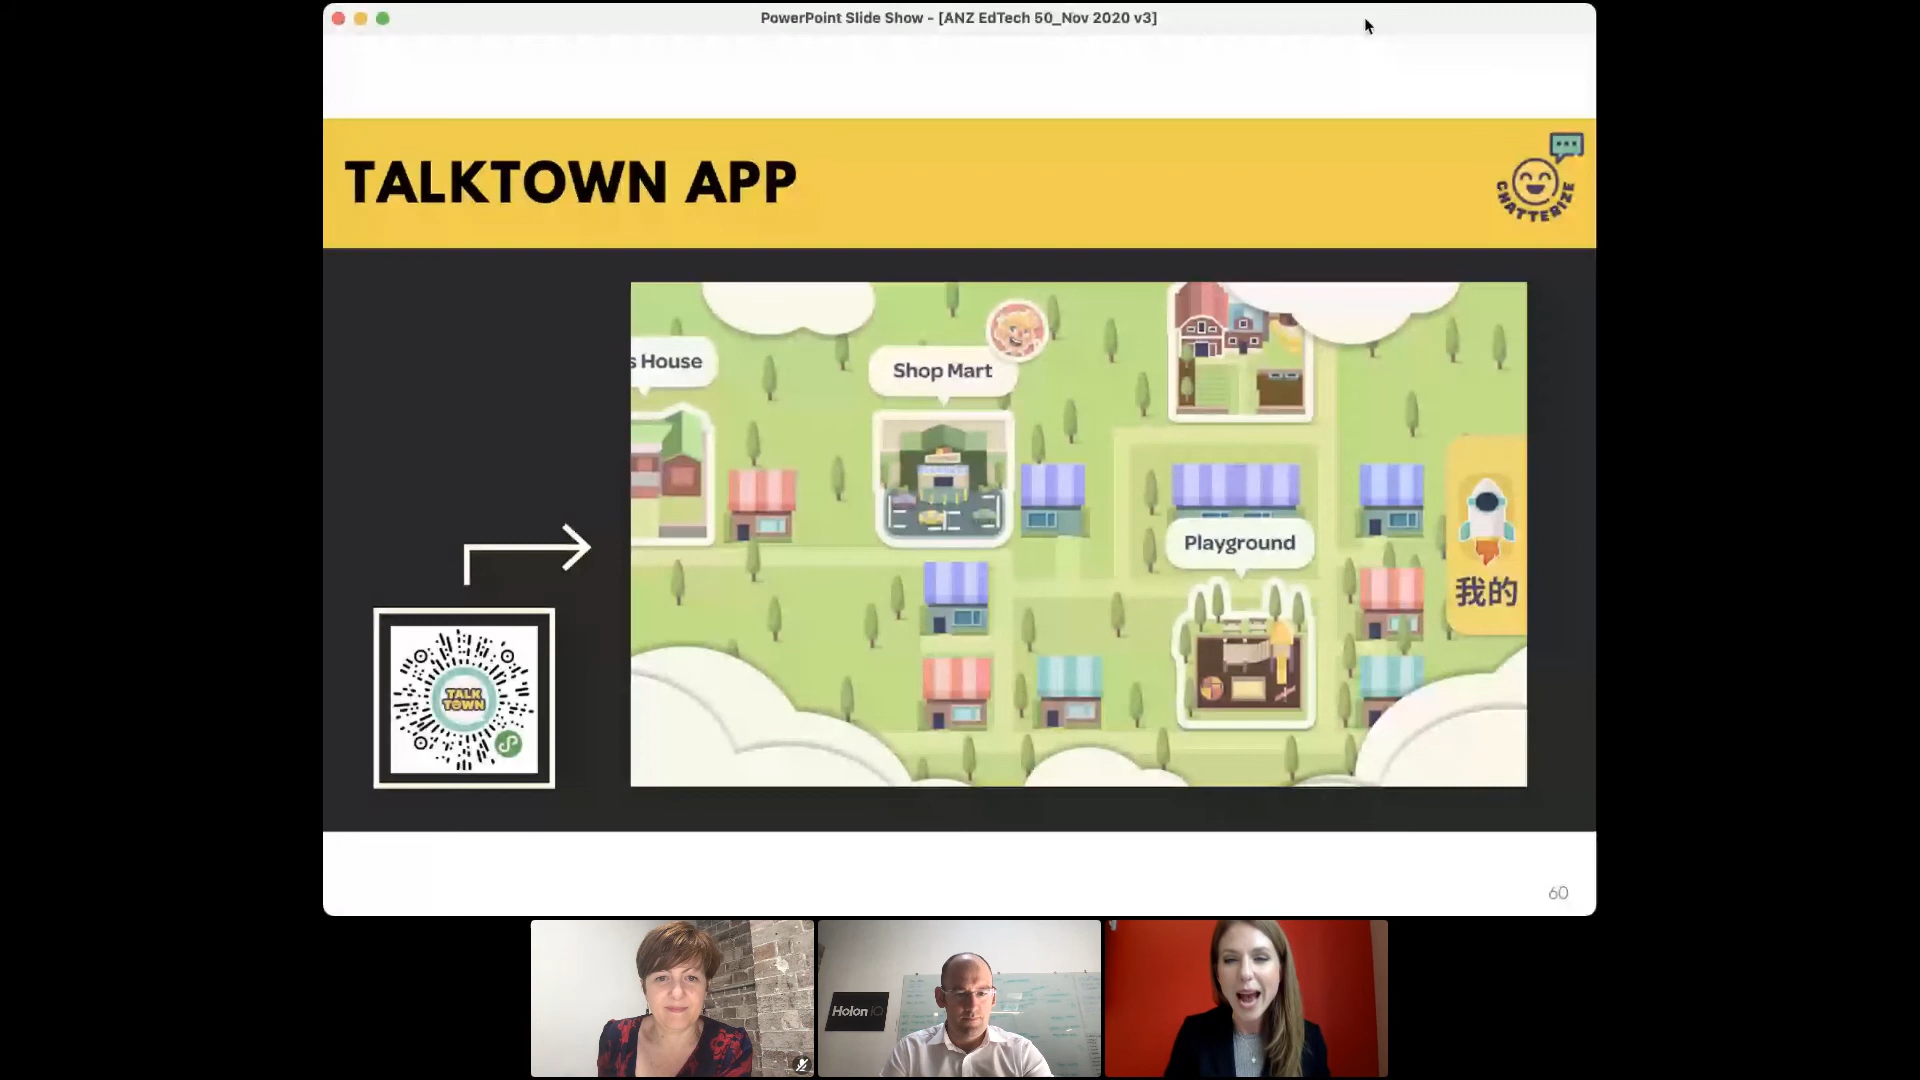 PowerPoint Slide Show - [ANZ EdTech 50_Nov 2020 v3]
TALKTOWN APP
CHATTERIZE
s House
Shop Mart
Playground
我的
TALK
TOWN
60
Holon IQ